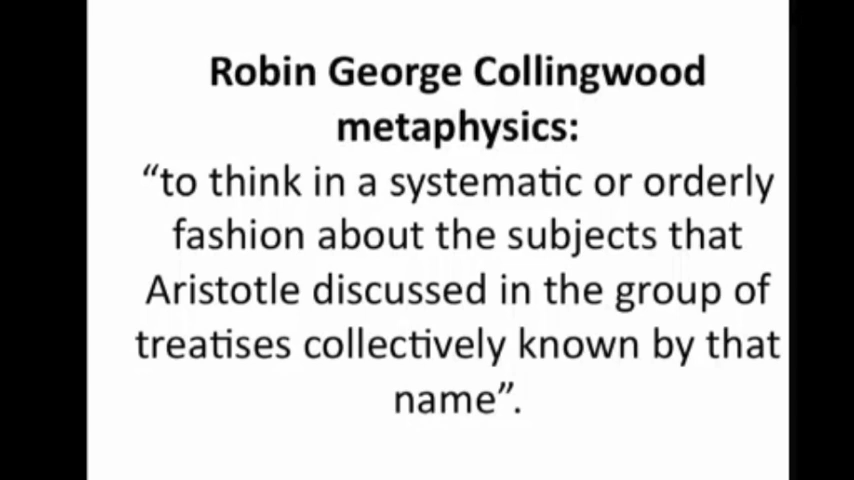 Robin George Collingwood
metaphysics:
“to think in a systematic or orderly
fashion about the subjects that
Aristotle discussed in the group of
treatises collectively known by that
name”.